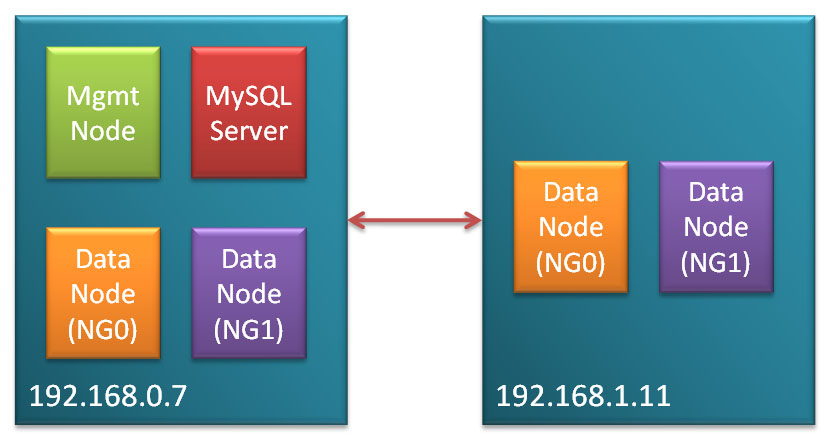 Mgmt
Node
MySQL
Server
Data
Node
(NG0)
Data
Node
(NG1)
192.168.0.7
Data
Node
(NG0)
Data
Node
(NG1)
192.168.1.11